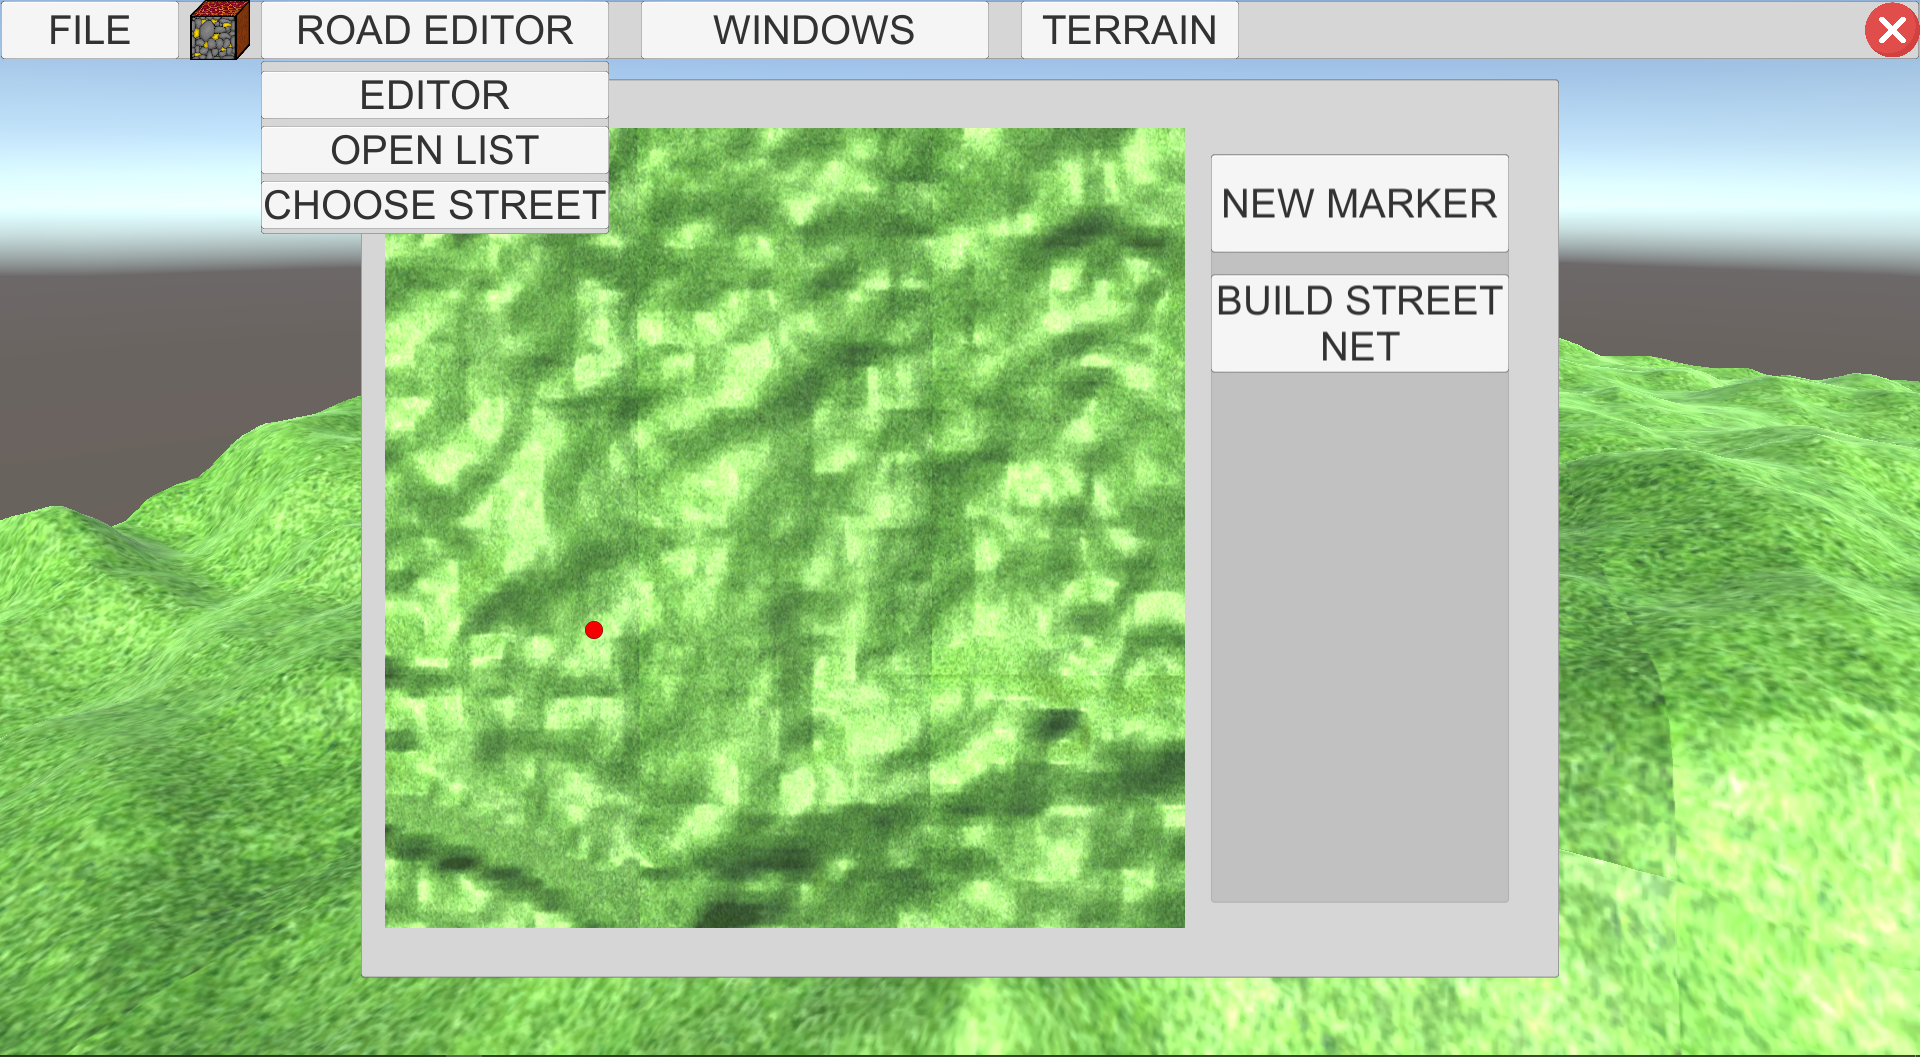 FILE
ROAD EDITOR
WINDOWS
TERRAIN
EDITOR
OPEN LIST
CHOOSE STREET
NEW MARKER
BUILD STREET
NET